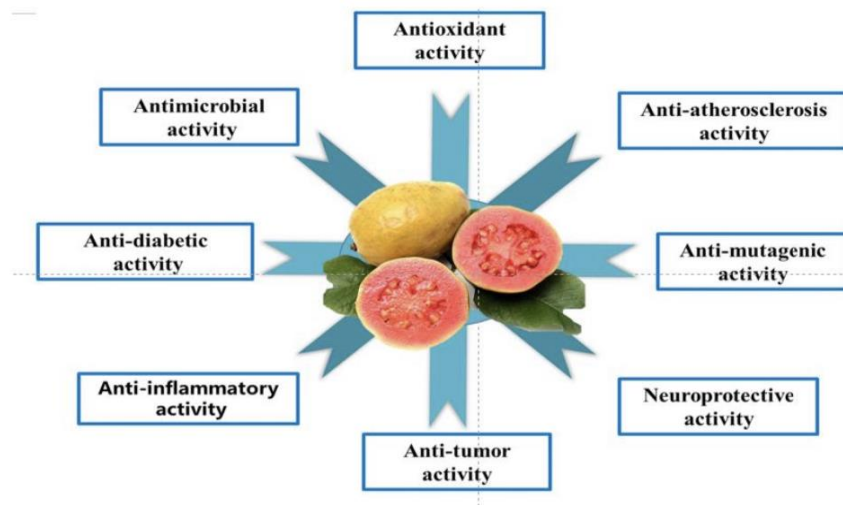 Antioxidant
activity
Antimicrobial
activity
Anti-atherosclerosis
activity
Anti-diabetic
activity
Anti-mutagenic
activity
Anti-inflammatory
activity
Neuroprotective
activity
Anti-tumor
activity